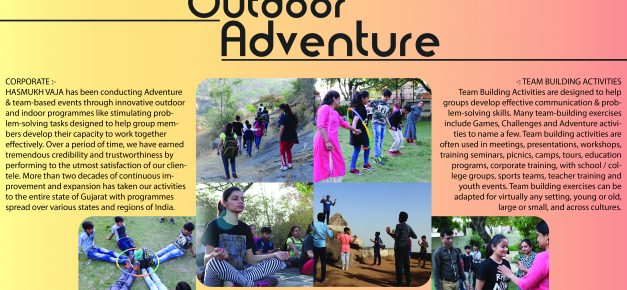 Outdoor
Adventure
CORPORATE :-
HASMUKH VAJA has been conducting Adventure
& team-based events through innovative outdoor
and indoor programmes like stimulating prob-
lem-solving tasks designed to help group mem-
bers develop their capacity to work together
effectively. Over a period of time, we have earned
tremendous credibility and trustworthiness by
performing to the utmost satisfaction of our clien-
tele. More than two decades of continuous im-
provement and expansion has taken our activities
to the entire state of Gujarat with programmes
spread over various states and regions of India.
-: TEAM BUILDING ACTIVITIES
Team Building Activities are designed to help
groups develop effective communication & prob-
lem-solving skills. Many team-building exercises
include Games, Challenges and Adventure activi-
ties to name a few. Team building activities are
often used in meetings, presentations, workshops,
training seminars, picnics, camps, tours, education
programs, corporate training, with school / col-
lege groups, sports teams, teacher training and
youth events. Team building exercises can be
adapted for virtually any setting, young or old,
large or small, and across cultures.